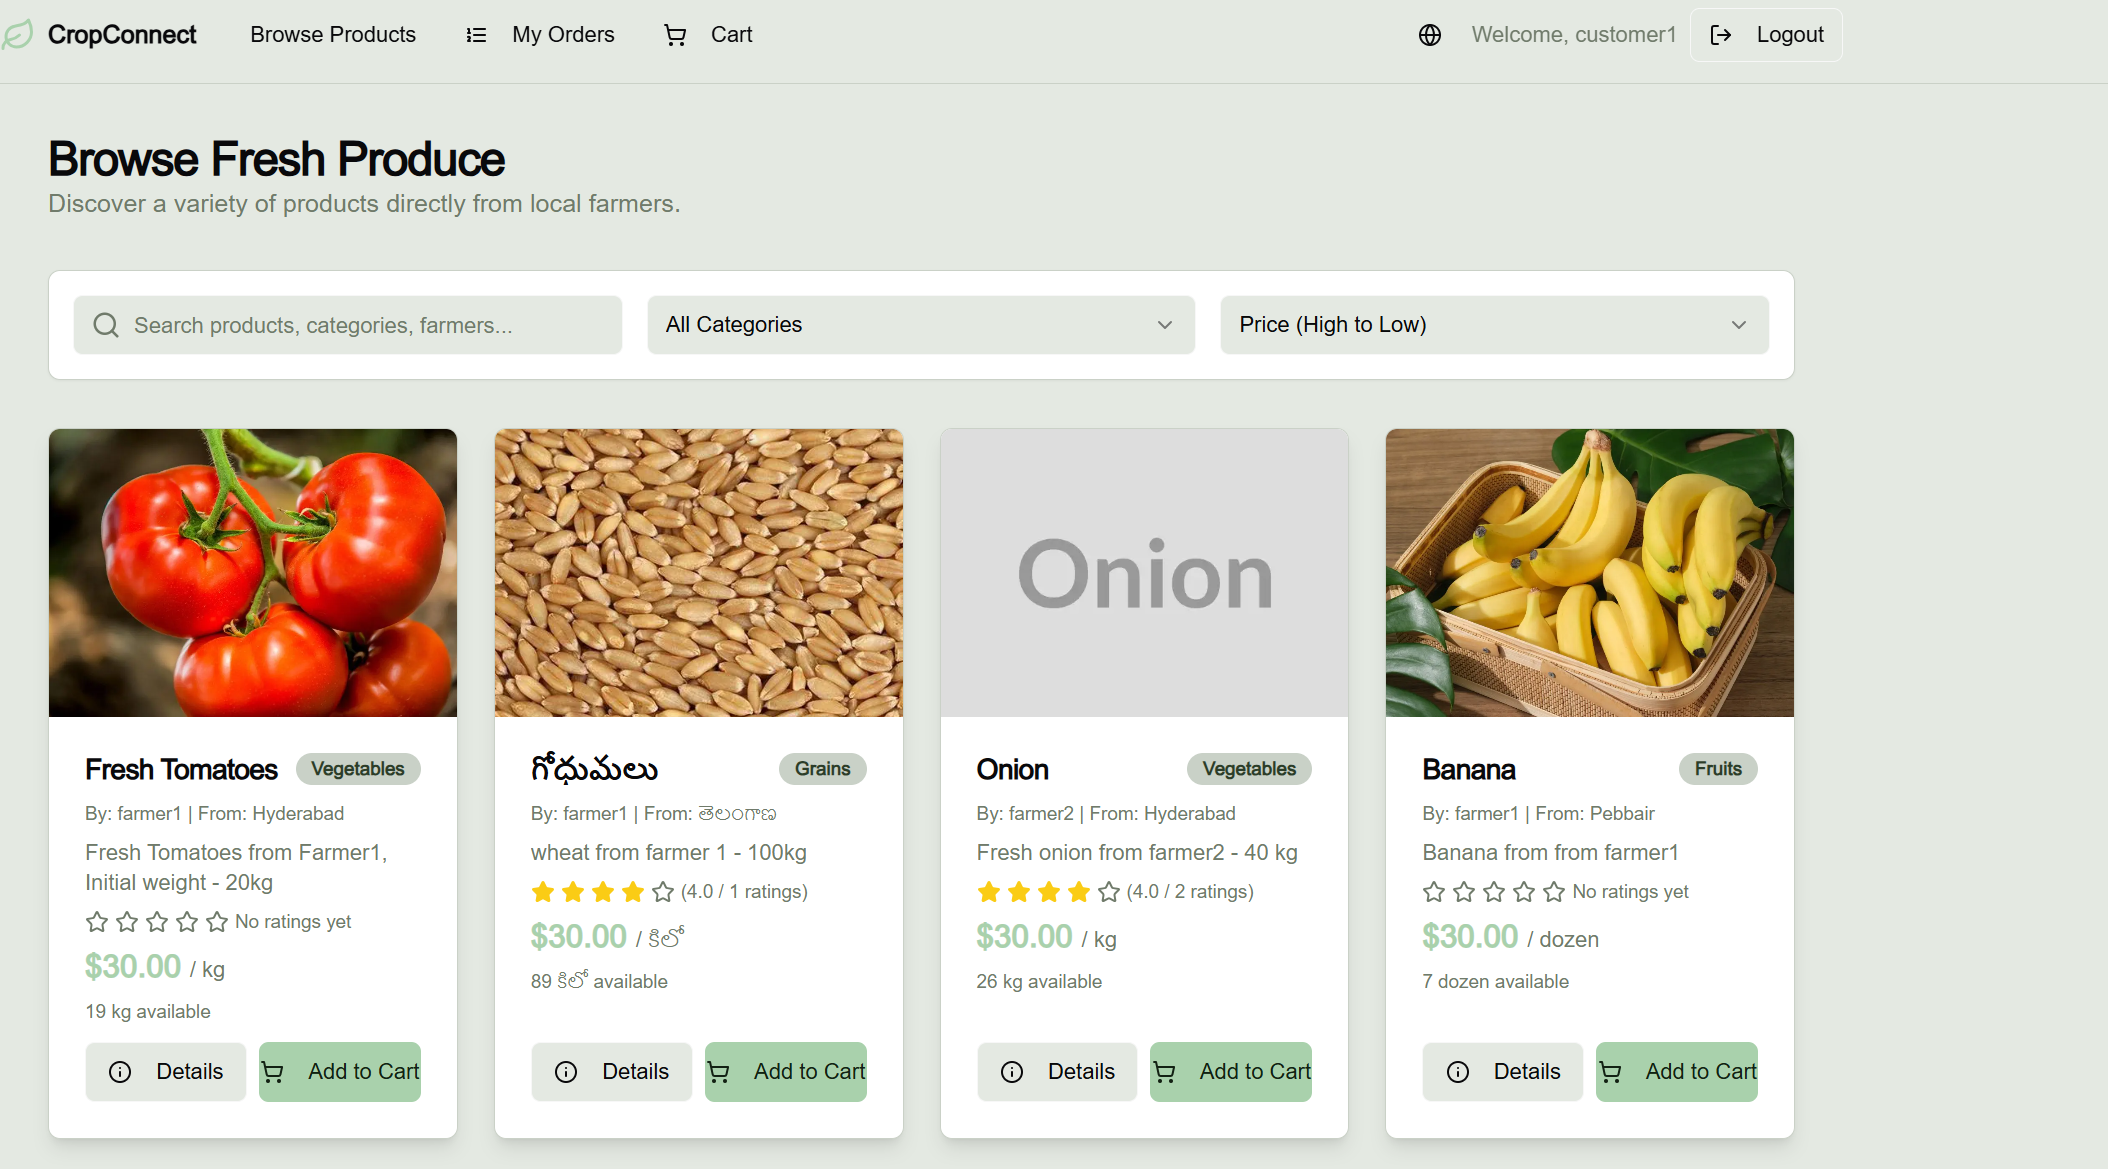 CropConnect Browse Products My Orders Cart Welcome, customer1 Logout
Browse Fresh Produce
Discover a variety of products directly from local farmers.
Search products, categories, farmers... All Categories Price (High to Low)
Fresh Tomatoes Vegetables
By: farmer1 | From: Hyderabad
Fresh Tomatoes from Farmer1,
Initial weight - 20kg
No ratings yet
$30.00 / kg
19 kg available
Details Add to Cart
గోధుమలు Grains
By: farmer1 | From: తెలంగాణ
wheat from farmer 1 - 100kg
(4.0 / 1 ratings)
$30.00 / కిలో
89 కిలో available
Details Add to Cart
Onion
Onion Vegetables
By: farmer2 | From: Hyderabad
Fresh onion from farmer2 - 40 kg
(4.0 / 2 ratings)
$30.00 / kg
26 kg available
Details Add to Cart
Banana Fruits
By: farmer1 | From: Pebbair
Banana from from farmer1
No ratings yet
$30.00 / dozen
7 dozen available
Details Add to Cart